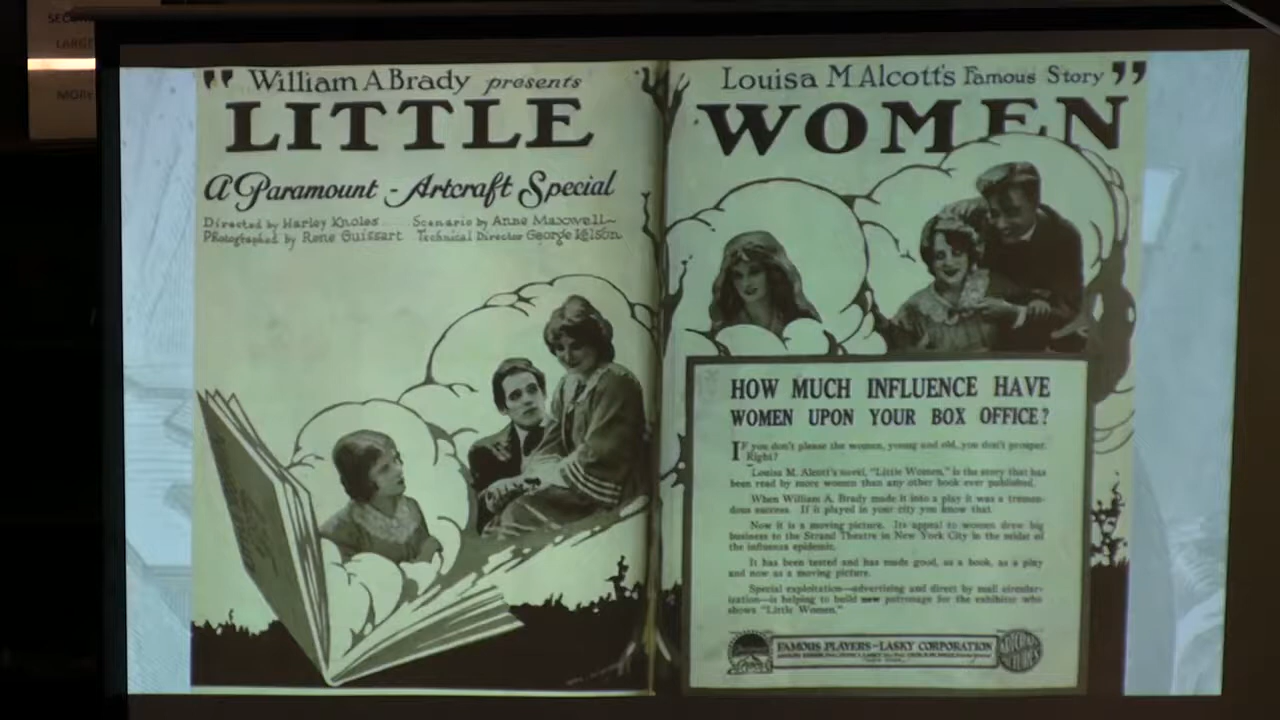 SECOND
LARGE
MORE
" William A. Brady presents
LITTLE
A Paramount - Artcraft Special
Directed by Harley Knoles Scenario by Anne Maxwell
Photographed by Rene Guissart Technical Director George Kelson
Louisa M. Alcott's Famous Story "
WOMEN
HOW MUCH INFLUENCE HAVE
WOMEN UPON YOUR BOX OFFICE?
IF you don't please the women, young and old, you don't prosper.
Right?
Louisa M. Alcott's novel, "Little Women," is the story that has
been read by more women than any other book ever published.
When William A. Brady made it into a play it was a tremen-
dous success. If it played in your city you know that.
Now it is a moving picture. Its appeal to women drew big
business to the Strand Theatre in New York City in the midst of
the influenza epidemic.
It has been tested and has made good, as a book, as a play
and now as a moving picture.
Special exploitation—advertising and direct by mail circular-
ization—is helping to build new patronage for the exhibitor who
shows "Little Women."
FAMOUS PLAYERS-LASKY CORPORATION